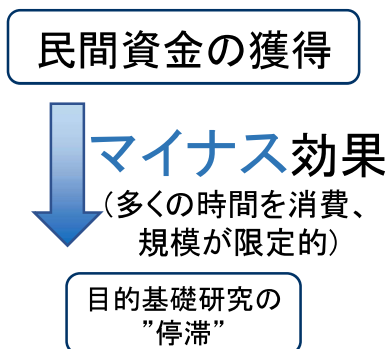 民間資金の獲得
マイナス効果
(多くの時間を消費、
規模が限定的)
目的基礎研究の
”停滞”